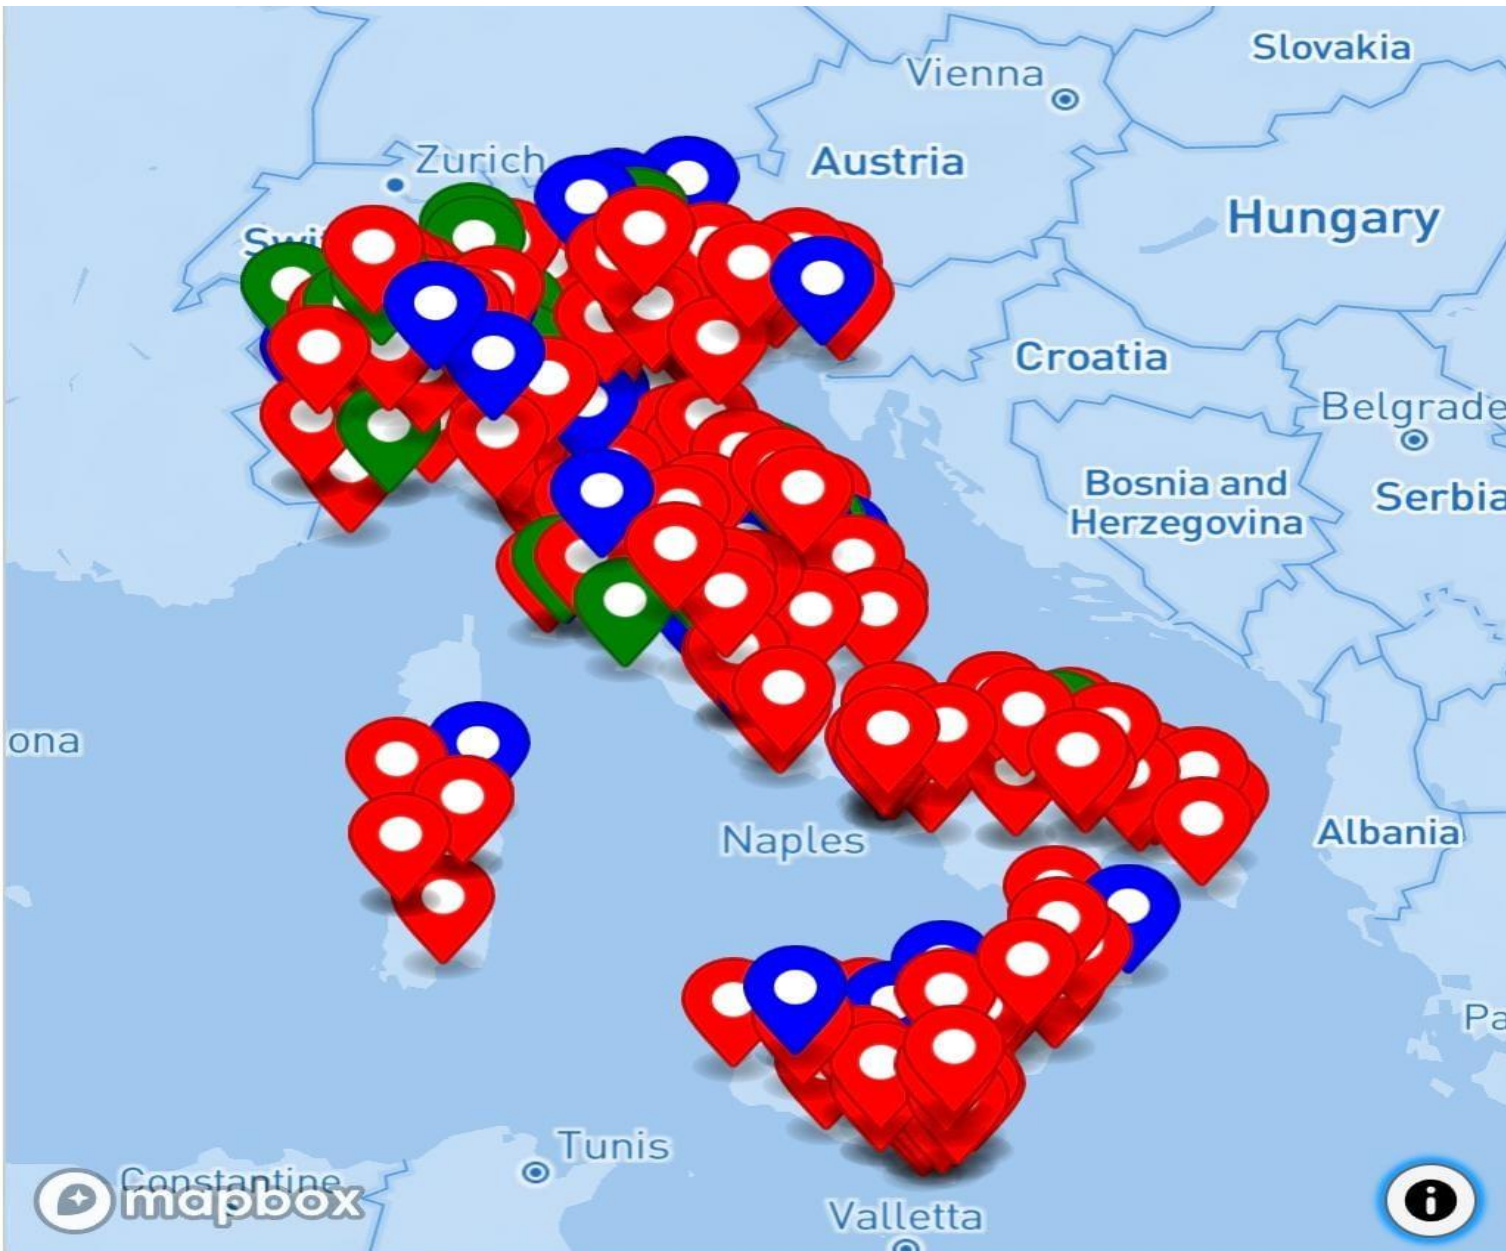 Slovakia
Vienna
Zurich
Austria
Hungary
Swi
Croatia
Belgrade
Bosnia and
Herzegovina
Serbia
ona
Naples
Albania
Pa
Tunis
Constantine
mapbox
Valletta
i